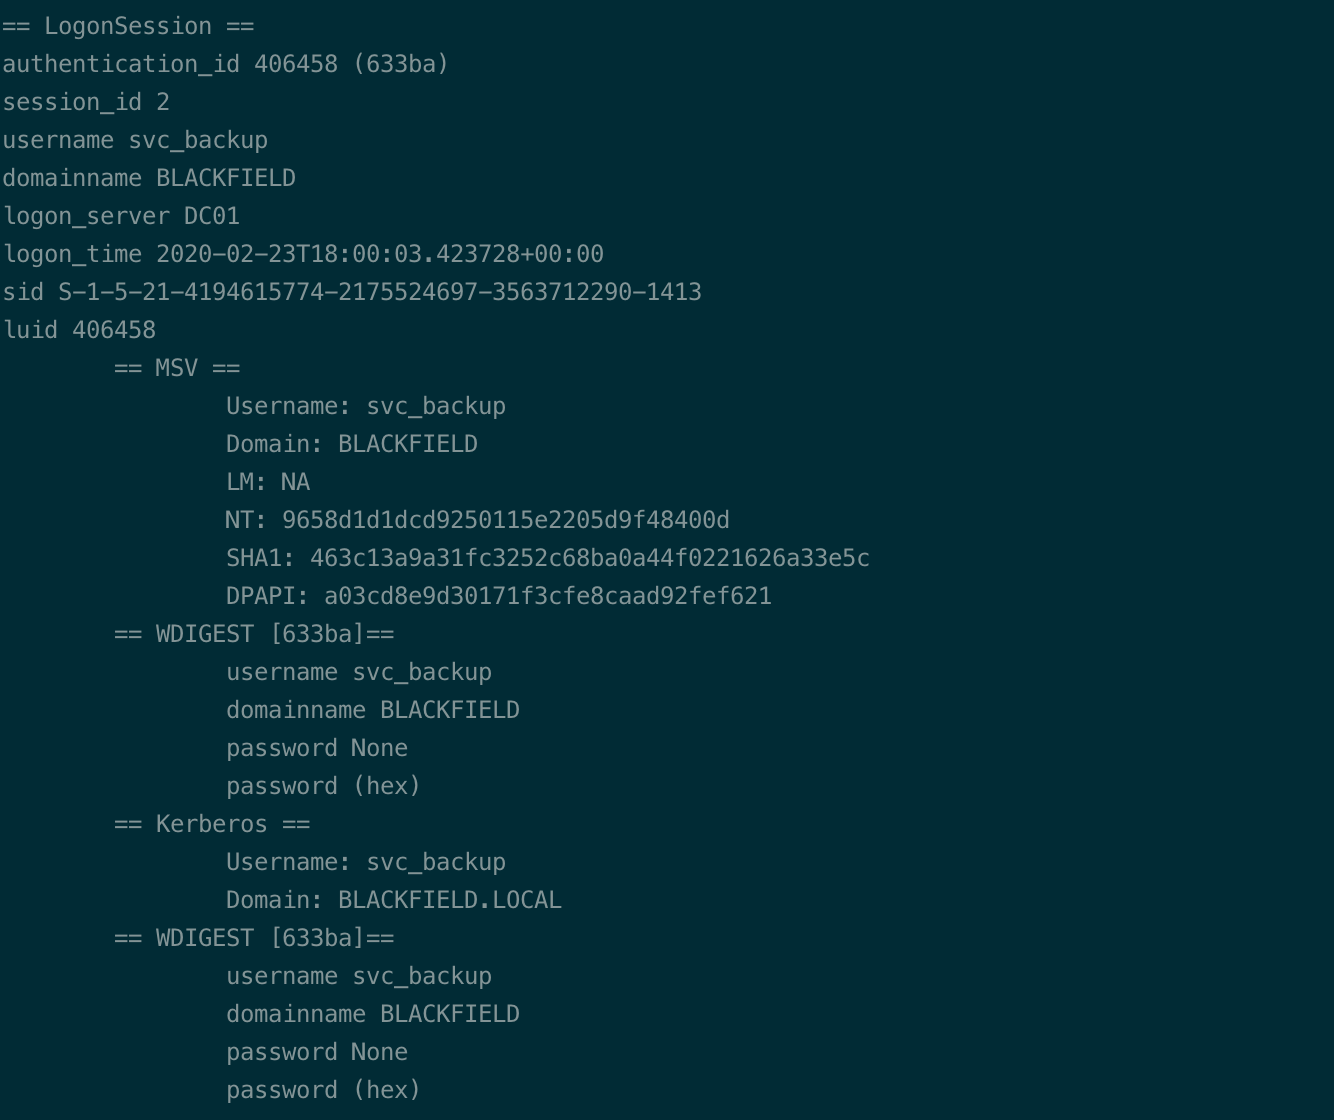 == LogonSession ==
authentication_id 406458 (633ba)
session_id 2
username svc_backup
domainname BLACKFIELD
logon_server DC01
logon_time 2020-02-23T18:00:03.423728+00:00
sid S-1-5-21-4194615774-2175524697-3563712290-1413
luid 406458
== MSV ==
Username: svc_backup
Domain: BLACKFIELD
LM: NA
NT: 9658d1d1dcd9250115e2205d9f48400d
SHA1: 463c13a9a31fc3252c68ba0a44f0221626a33e5c
DPAPI: a03cd8e9d30171f3cfe8caad92fef621
== WDIGEST [633ba]==
username svc_backup
domainname BLACKFIELD
password None
password (hex)
== Kerberos ==
Username: svc_backup
Domain: BLACKFIELD.LOCAL
== WDIGEST [633ba]==
username svc_backup
domainname BLACKFIELD
password None
password (hex)